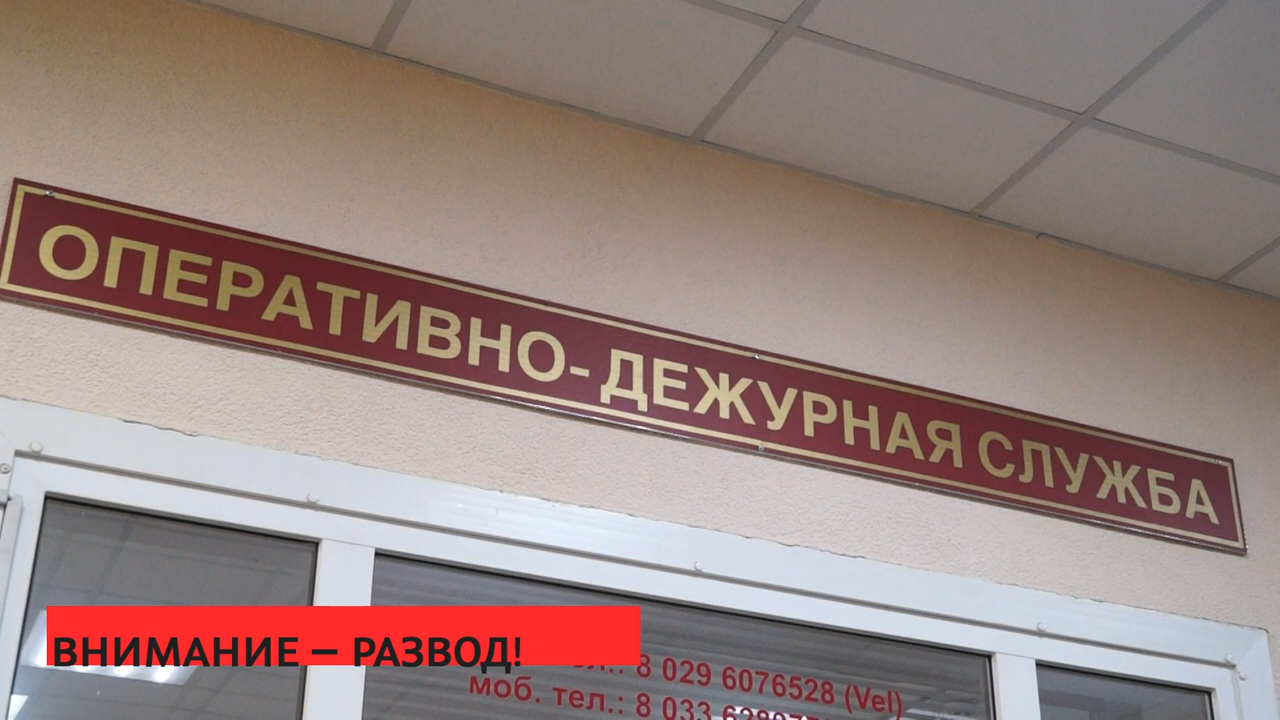 ОПЕРАТИВНО-ДЕЖУРНАЯ СЛУЖБА
ВНИМАНИЕ — РАЗВОД!
8 029 6076528 (Vel)
моб. тел.: 8 033